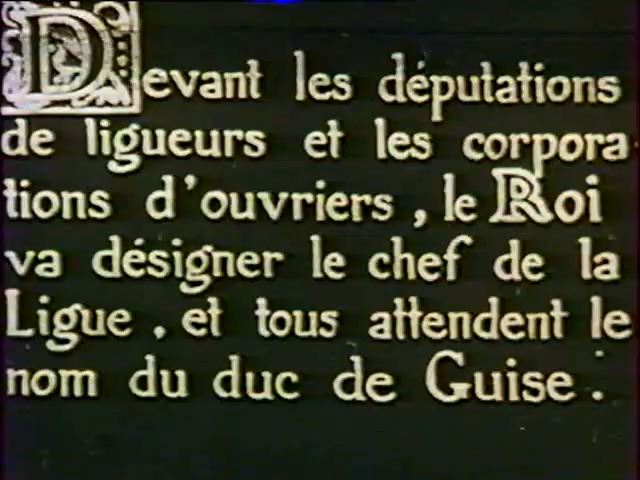 Devant les députations
de ligueurs et les corpora-
tions d'ouvriers, le Roi
va désigner le chef de la
Ligue, et tous attendent le
nom du duc de Guise.